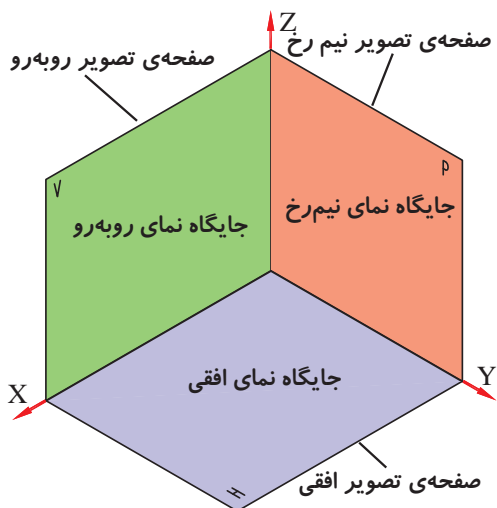 Z
صفحه‌ی تصویر نیم رخ
صفحه‌ی تصویر روبه‌رو
V
P
جایگاه نمای نیم‌رخ
جایگاه نمای روبه‌رو
جایگاه نمای افقی
X
Y
صفحه‌ی تصویر افقی
H